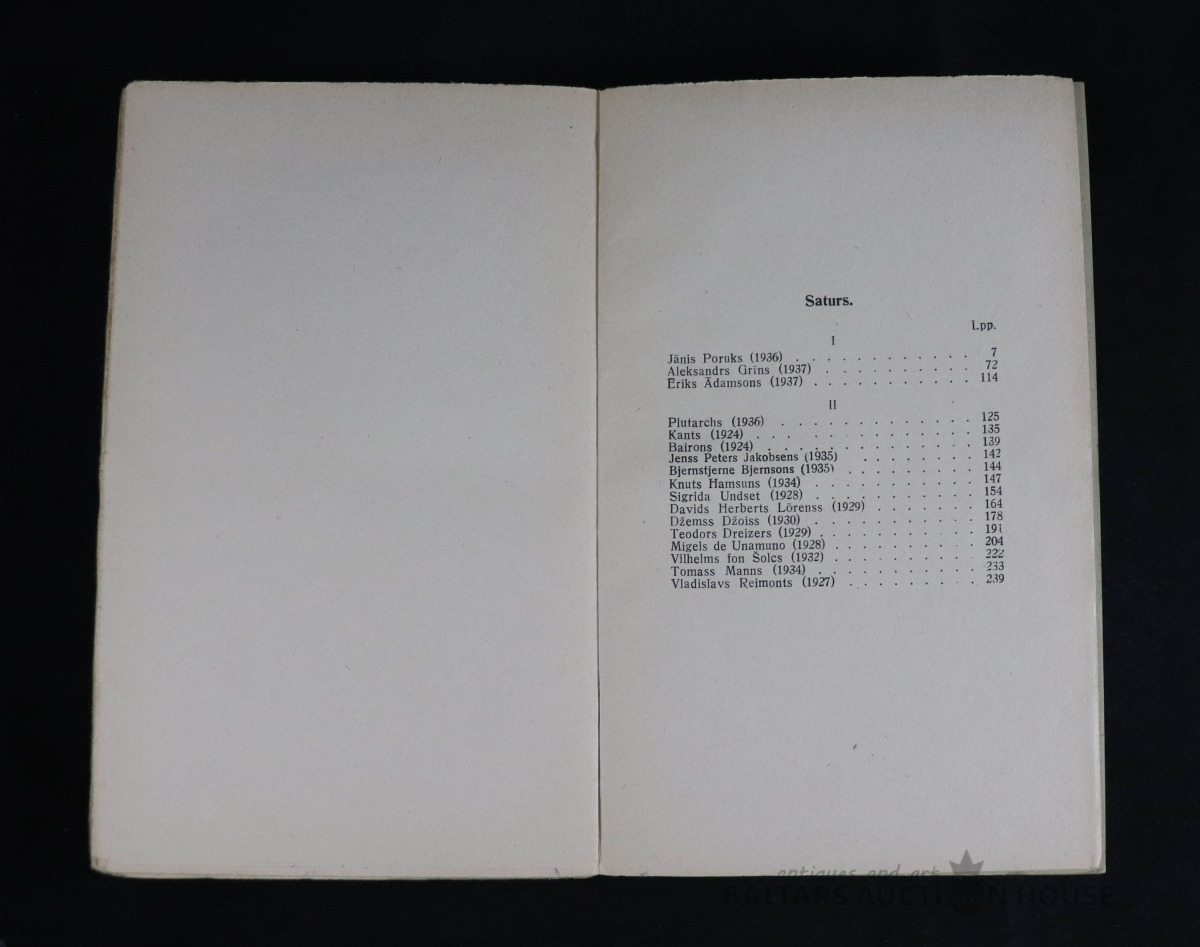 Saturs.
Lpp.
I
Jānis Poruks (1936) . . . . . . . . . . . . 7
Aleksandrs Grīns (1937) . . . . . . . . . . 72
Ēriks Ādamsons (1937) . . . . . . . . . . . 114
II
Plutarchs (1936) . . . . . . . . . . . . . 125
Kants (1924) . . . . . . . . . . . . . 135
Bairons (1924) . . . . . . . . . . . . . 139
Jenss Peters Jakobsens (1935) . . . . . . . 142
Bjernstjerne Bjernsons (1935) . . . . . . . . 144
Knuts Hamsuns (1934) . . . . . . . . . . . 147
Sigrida Undset (1928) . . . . . . . . . . . 154
Davids Herberts Lōrenss (1929) . . . . . . . 164
Džemss Džoiss (1930) . . . . . . . . . . . 178
Teodors Dreizers (1929) . . . . . . . . . . . 191
Migels de Unamuno (1928) . . . . . . . . . . 204
Vilhelms fon Šolcs (1932) . . . . . . . . . . 222
Tomass Manns (1934) . . . . . . . . . . . 233
Vladislavs Reimonts (1927) . . . . . . . . . 239
antiques and art
BALTARS AUCTION HOUSE